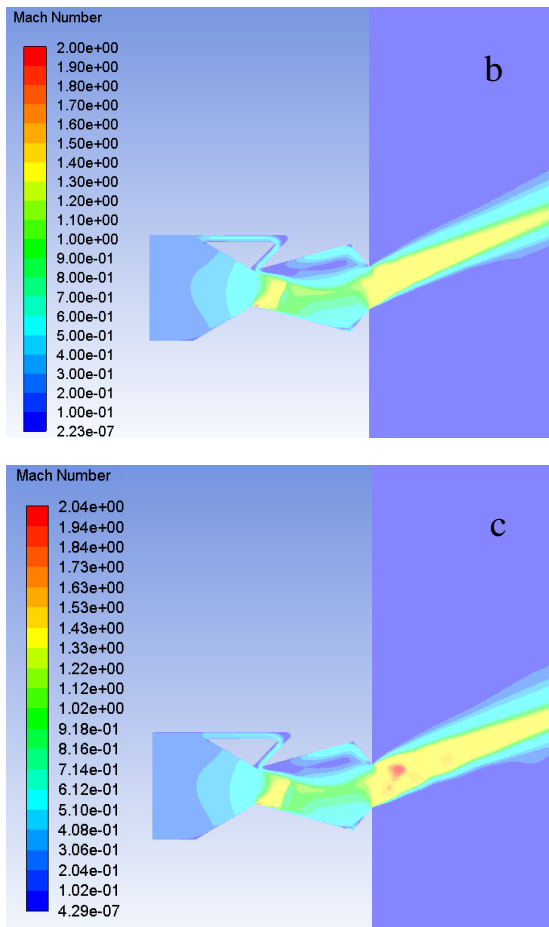 Mach Number
2.00e+00
1.90e+00
1.80e+00
1.70e+00
1.60e+00
1.50e+00
1.40e+00
1.30e+00
1.20e+00
1.10e+00
1.00e+00
9.00e-01
8.00e-01
7.00e-01
6.00e-01
5.00e-01
4.00e-01
3.00e-01
2.00e-01
1.00e-01
2.23e-07
b
Mach Number
2.04e+00
1.94e+00
1.84e+00
1.73e+00
1.63e+00
1.53e+00
1.43e+00
1.33e+00
1.22e+00
1.12e+00
1.02e+00
9.18e-01
8.16e-01
7.14e-01
6.12e-01
5.10e-01
4.08e-01
3.06e-01
2.04e-01
1.02e-01
4.29e-07
c